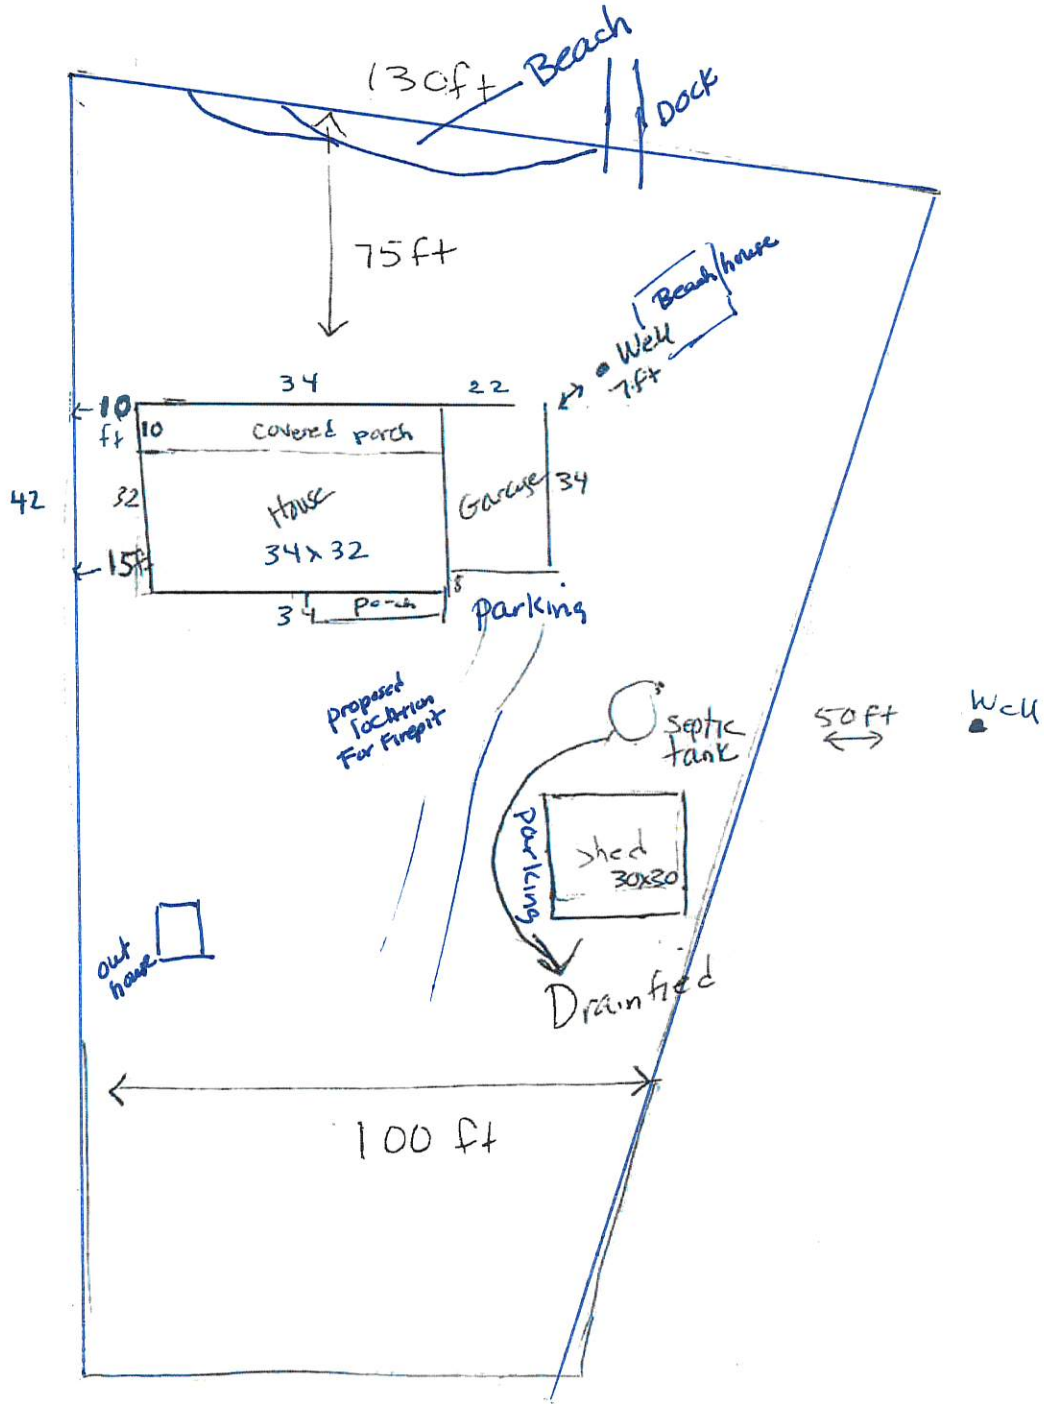 Beach
130ft
Dock
75ft
Beach house
Well
7ft
34
22
10
ft
10
Covered porch
42
32
House
Garage
34
34x32
15ft
8
34
porch
parking
proposed
location
For Firepit
septic
tank
50ft
Well
parking
shed
30x30
out
house
Drainfied
100 ft